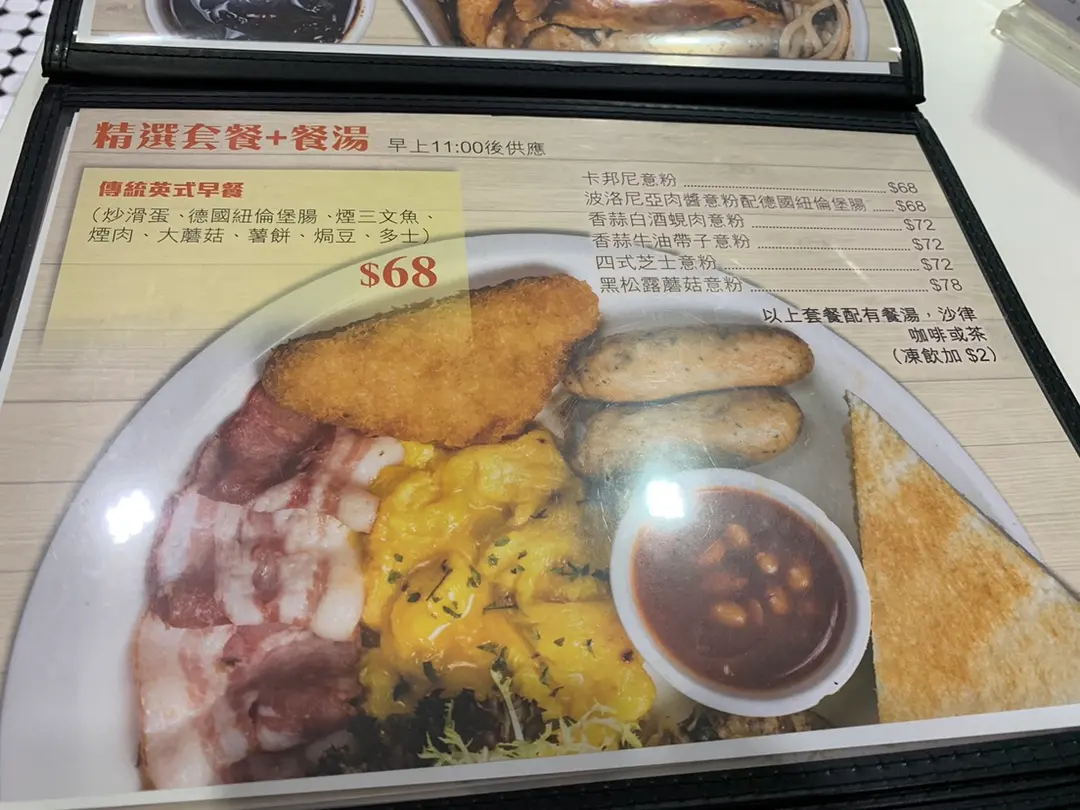 精選套餐+餐湯 早上11:00後供應
傳統英式早餐
(炒滑蛋、德國紐倫堡腸、煙三文魚、
煙肉、大蘑菇、薯餅、焗豆、多士)
$68
卡邦尼意粉 $68
波洛尼亞肉醬意粉配德國紐倫堡腸 $68
香蒜白酒蜆肉意粉 $72
香蒜牛油帶子意粉 $72
四式芝士意粉 $72
黑松露蘑菇意粉 $78
以上套餐配有餐湯，沙律
咖啡或茶
(凍飲加 $2)